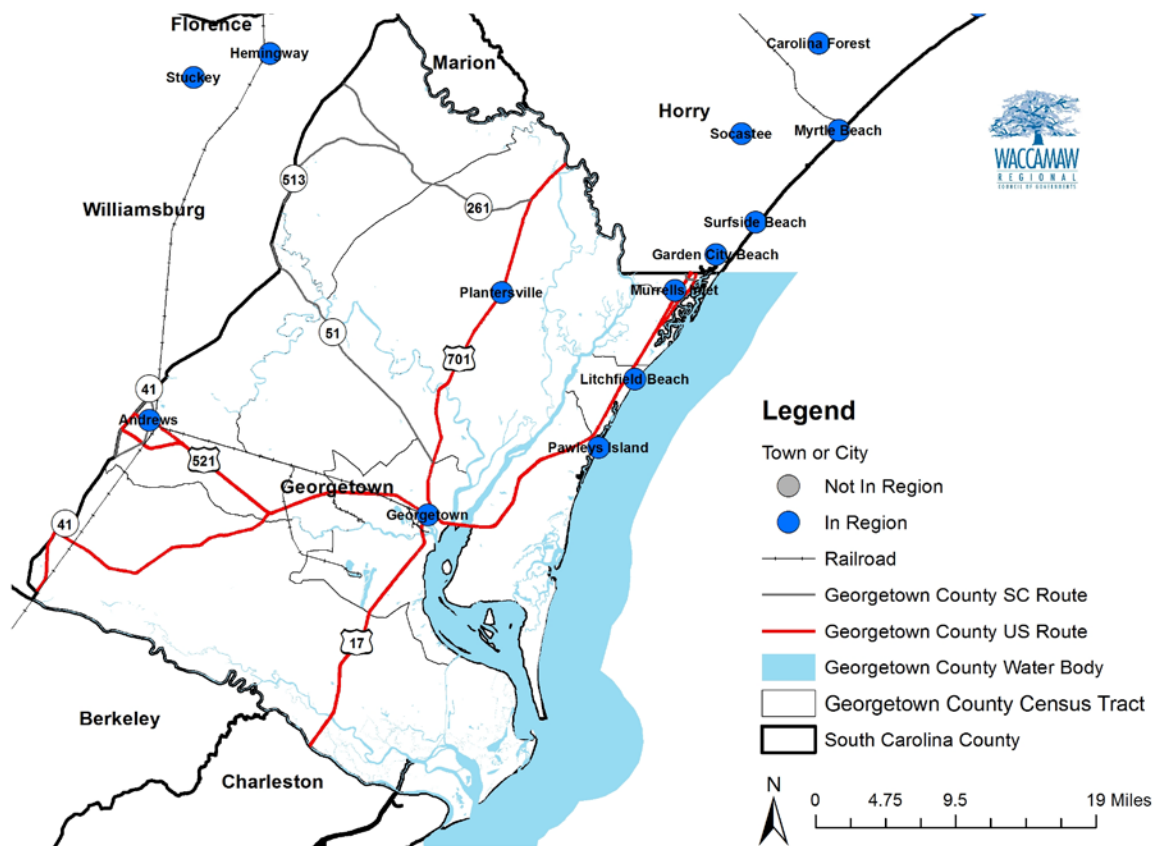 Florence
Hemingway
Stuckey
Marion
Carolina Forest
Horry
Socastee
Myrtle Beach
WACCAMAW
REGIONAL
COUNCIL OF GOVERNMENTS
513
261
Williamsburg
Surfside Beach
Garden City Beach
Plantersville
Murrells Inlet
51
701
41
Litchfield Beach
Andrews
Pawleys Island
521
Georgetown
Georgetown
41
17
Berkeley
Charleston
Legend
Town or City
Not In Region
In Region
Railroad
Georgetown County SC Route
Georgetown County US Route
Georgetown County Water Body
Georgetown County Census Tract
South Carolina County
N
0 4.75 9.5 19 Miles